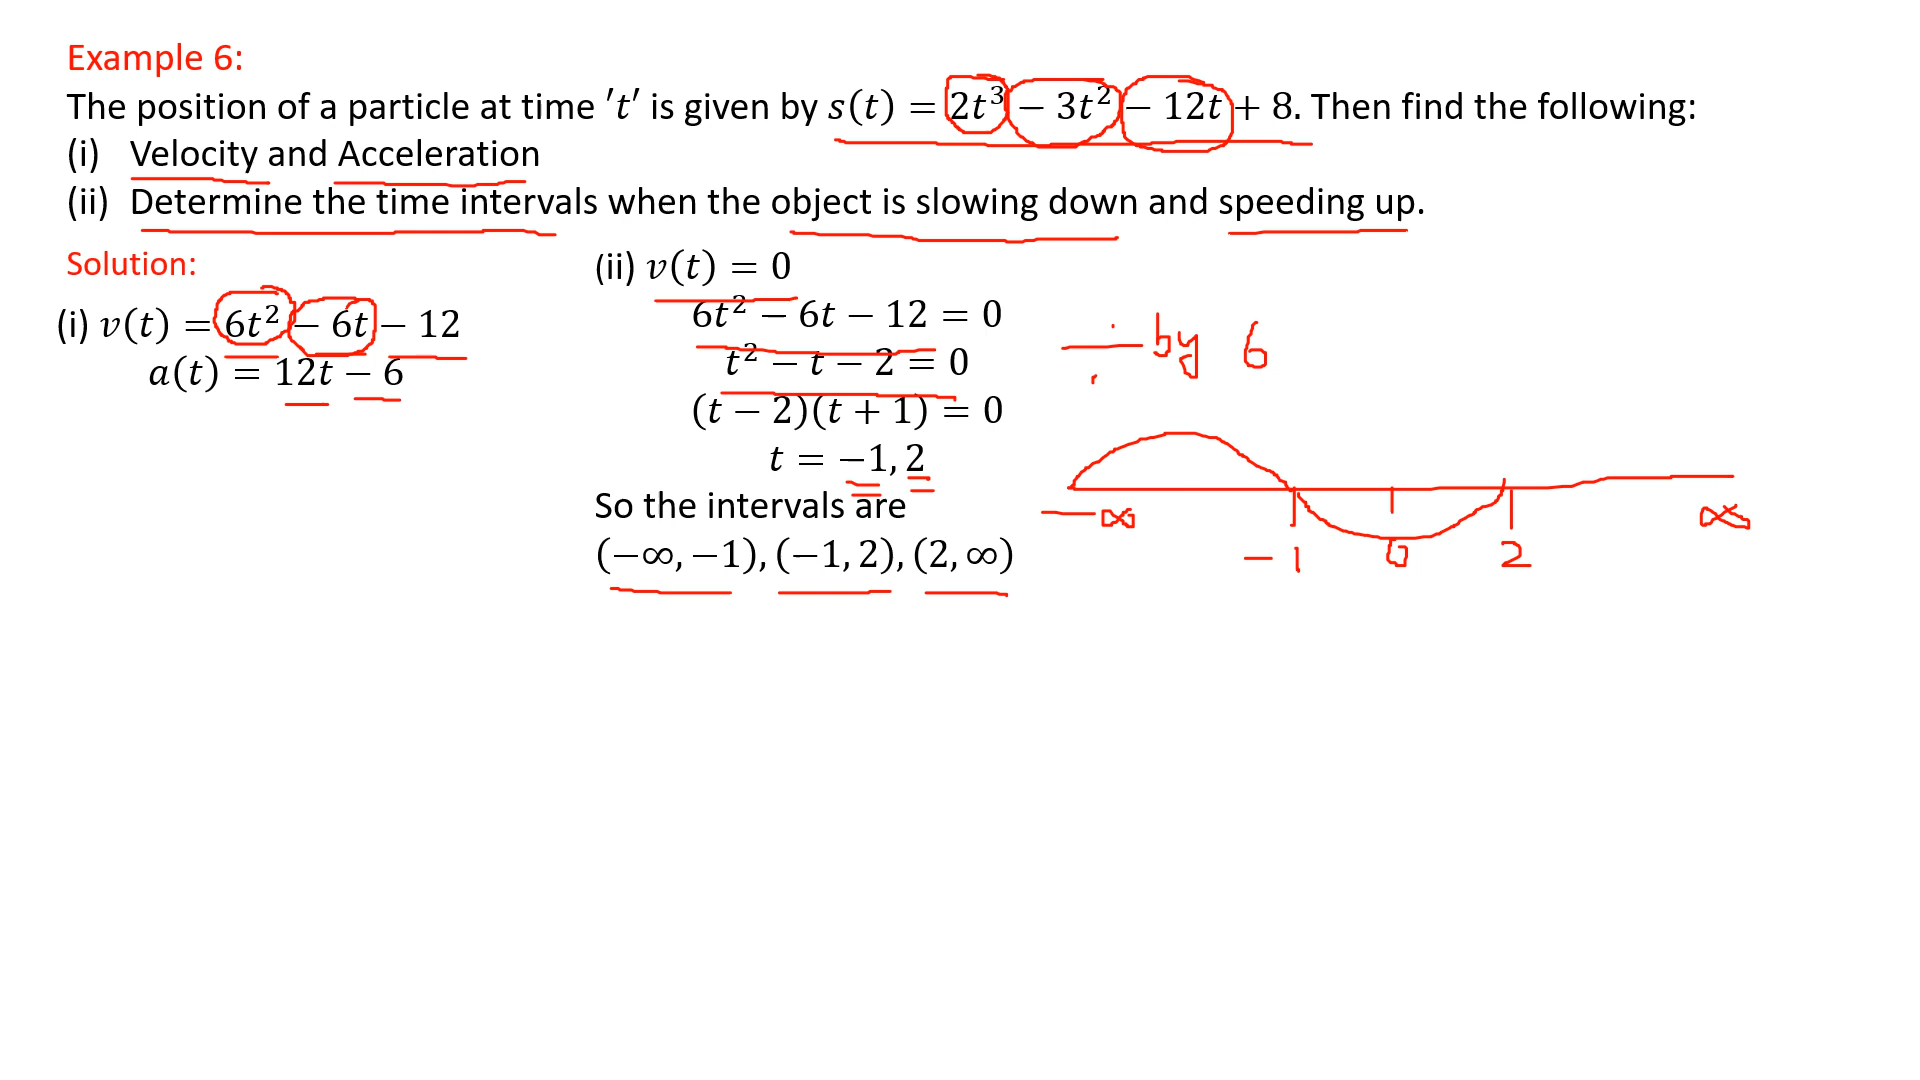 Example 6:
The position of a particle at time ′t′ is given by s(t) = 2t³ − 3t² − 12t + 8. Then find the following:
(i) Velocity and Acceleration
(ii) Determine the time intervals when the object is slowing down and speeding up.
Solution:
(i) v(t) = 6t² − 6t − 12
a(t) = 12t − 6
(ii) v(t) = 0
6t² − 6t − 12 = 0
t² − t − 2 = 0
(t − 2)(t + 1) = 0
t = −1, 2
So the intervals are
(−∞, −1), (−1, 2), (2, ∞)
÷ by 6
−∞ −1 0 2 ∞